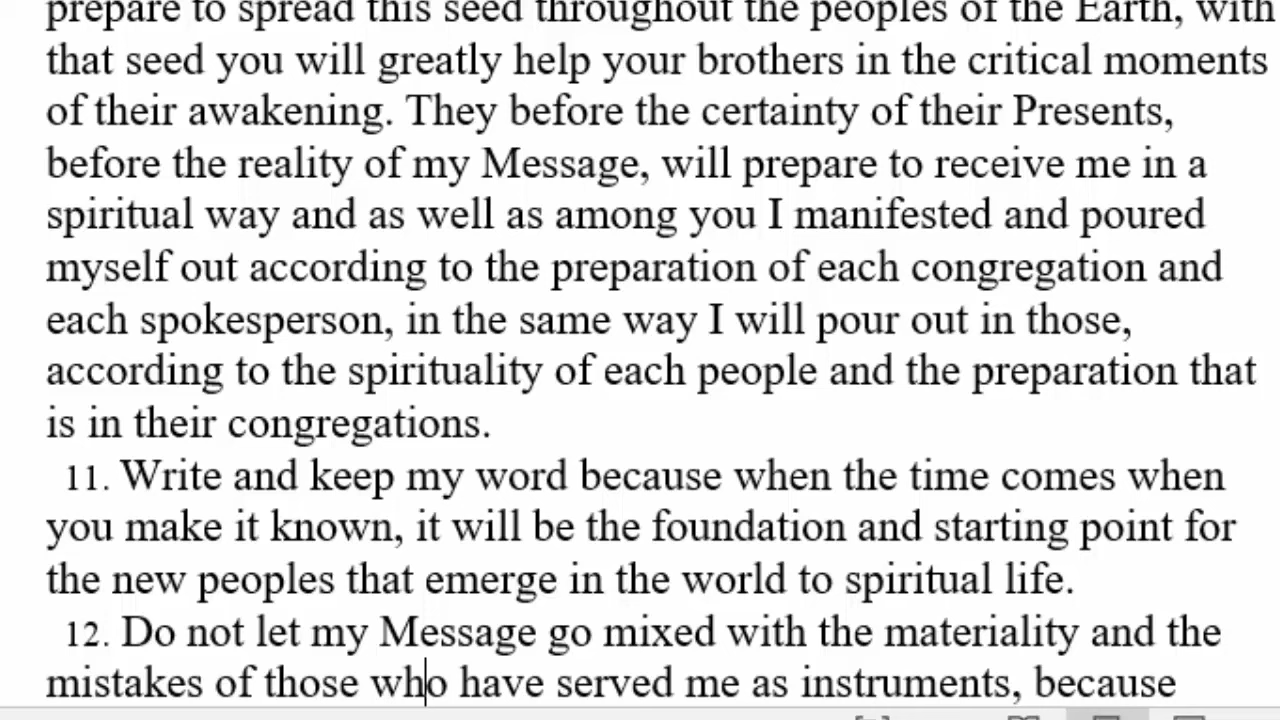 prepare to spread this seed throughout the peoples of the Earth, with
that seed you will greatly help your brothers in the critical moments
of their awakening. They before the certainty of their Presents,
before the reality of my Message, will prepare to receive me in a
spiritual way and as well as among you I manifested and poured
myself out according to the preparation of each congregation and
each spokesperson, in the same way I will pour out in those,
according to the spirituality of each people and the preparation that
is in their congregations.
11. Write and keep my word because when the time comes when
you make it known, it will be the foundation and starting point for
the new peoples that emerge in the world to spiritual life.
12. Do not let my Message go mixed with the materiality and the
mistakes of those who have served me as instruments, because